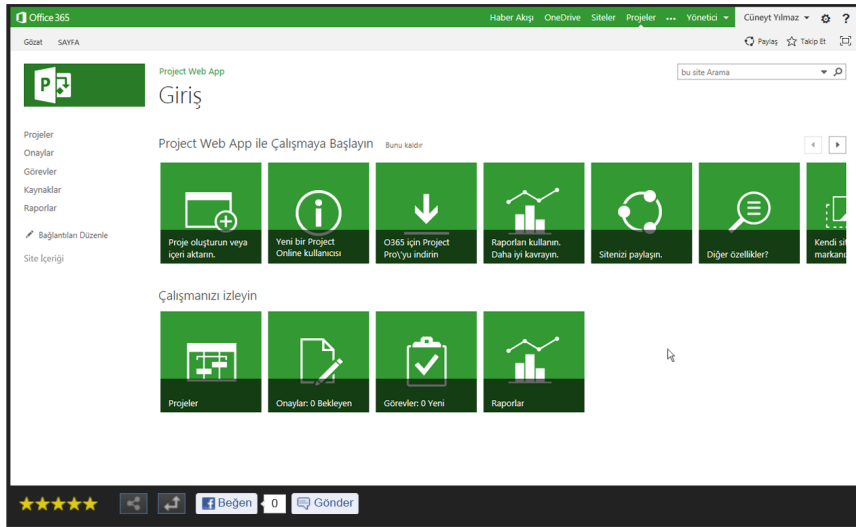 Office 365
Haber Akışı OneDrive Siteler Projeler ••• Yönetici Cüneyt Yılmaz ?
Gözat SAYFA Paylaş Takip Et
Project Web App
bu site Arama
Giriş
P
Projeler
Onaylar
Görevler
Kaynaklar
Raporlar
Bağlantıları Düzenle
Site İçeriği
Project Web App ile Çalışmaya Başlayın Bunu kaldır
Proje oluşturun veya
içeri aktarın.
Yeni bir Project
Online kullanıcısı
O365 için Project
Pro\'yu indirin
Raporları kullanın.
Daha iyi kavrayın.
Sitenizi paylaşın.
Diğer özellikler?
Kendi
Çalışmanızı izleyin
Projeler
Onaylar: 0 Bekleyen
Görevler: 0 Yeni
Raporlar
Beğen 0 Gönder